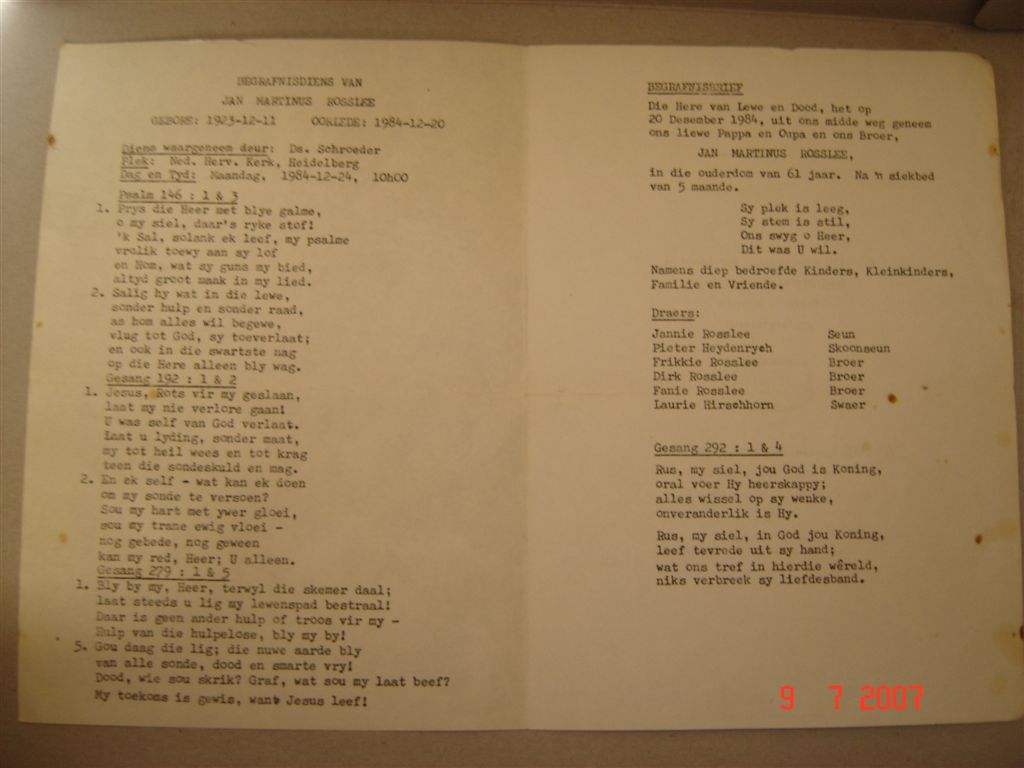 BEGRAFNISDIENS VAN
JAN MARTINUS ROSSLEE
GEBORE: 1923-12-11 OORLEDE: 1984-12-20
Diens waargeneem deur: Ds. Schroeder
Plek: Ned. Herv. Kerk, Heidelberg
Dag en Tyd: Maandag, 1984-12-24, 10h00
Psalm 146 : 1 & 3
1. Prys die Heer met blye galme,
o my siel, daar's ryke stof!
'k Sal, solank ek leef, my psalme
vrolik toewy aan sy lof
en Hom, wat sy guns my bied,
altyd groot maak in my lied.
2. Salig hy wat in die lewe,
sonder hulp en sonder raad,
as hom alles wil begewe,
vlug tot God, sy toeverlaat;
en ook in die swartste nag
op die Here alleen bly wag.
Gesang 192 : 1 & 2
1. Jesus, Rots vir my geslaan,
laat my nie verlore gaan!
U was self van God verlaat.
Laat u lyding, sonder maat,
my tot heil wees en tot krag
teen die sondeskuld en mag.
2. En ek self - wat kan ek doen
om my sonde te versoen?
Sou my hart met ywer gloei,
sou my trane ewig vloei -
nog gebede, nog geween
kan my red, Heer; U alleen.
Gesang 279 : 1 & 5
1. Bly by my, Heer, terwyl die skemer daal;
laat steeds u lig my lewenspad bestraal!
Daar is geen ander hulp of troos vir my -
Hulp van die hulpelose, bly my by!
5. Gou daag die lig; die nuwe aarde bly
van alle sonde, dood en smarte vry!
Dood, wie sou skrik? Graf, wat sou my laat beef?
My toekoms is gewis, want Jesus leef!
BEGRAFNISBRIEF
Die Here van Lewe en Dood, het op
20 Desember 1984, uit ons midde weg geneem
ons liewe Pappa en Oupa en ons Broer,
JAN MARTINUS ROSSLEE,
in die ouderdom van 61 jaar. Na 'n siekbed
van 5 maande.
Sy plek is leeg,
Sy stem is stil,
Ons swyg o Heer,
Dit was U wil.
Namens diep bedroefde Kinders, Kleinkinders,
Familie en Vriende.
Draers:
Jannie Rosslee Seun
Pieter Heydenrych Skoonseun
Frikkie Rosslee Broer
Dirk Rosslee Broer
Fanie Rosslee Broer
Laurie Hirschhorn Swaer
Gesang 292 : 1 & 4
Rus, my siel, jou God is Koning,
oral voer Hy heerskappy;
alles wissel op sy wenke,
onveranderlik is Hy.
Rus, my siel, in God jou Koning,
leef tevrede uit sy hand;
wat ons tref in hierdie wêreld,
niks verbreek sy liefdesband.
9 7 2007